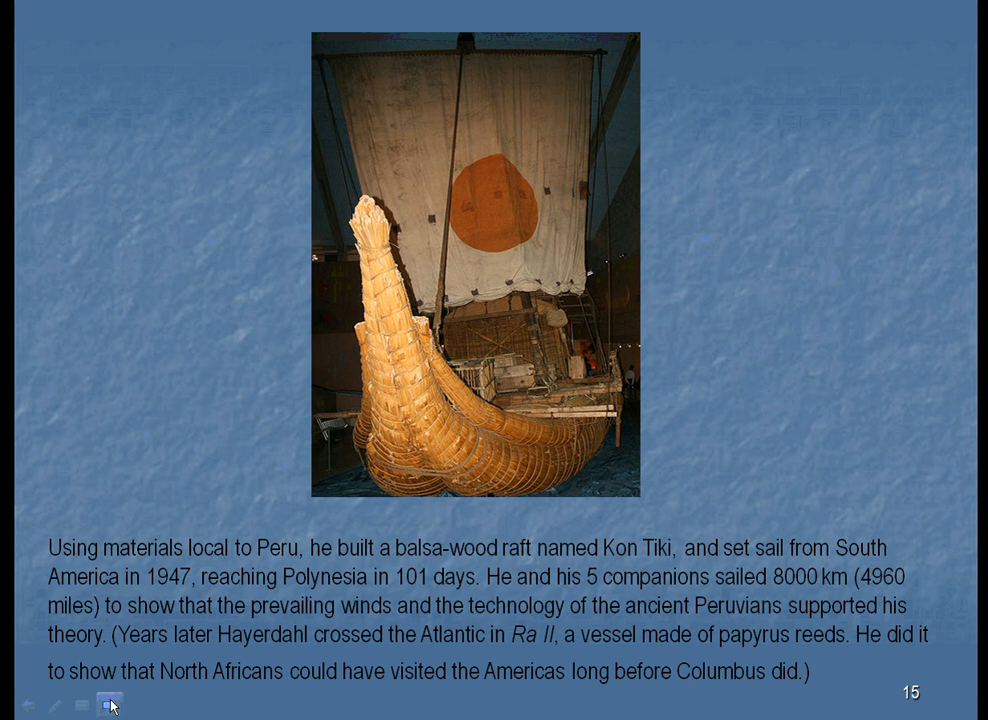 Using materials local to Peru, he built a balsa-wood raft named Kon Tiki, and set sail from South
America in 1947, reaching Polynesia in 101 days. He and his 5 companions sailed 8000 km (4960
miles) to show that the prevailing winds and the technology of the ancient Peruvians supported his
theory. (Years later Hayerdahl crossed the Atlantic in Ra II, a vessel made of papyrus reeds. He did it
to show that North Africans could have visited the Americas long before Columbus did.)
15